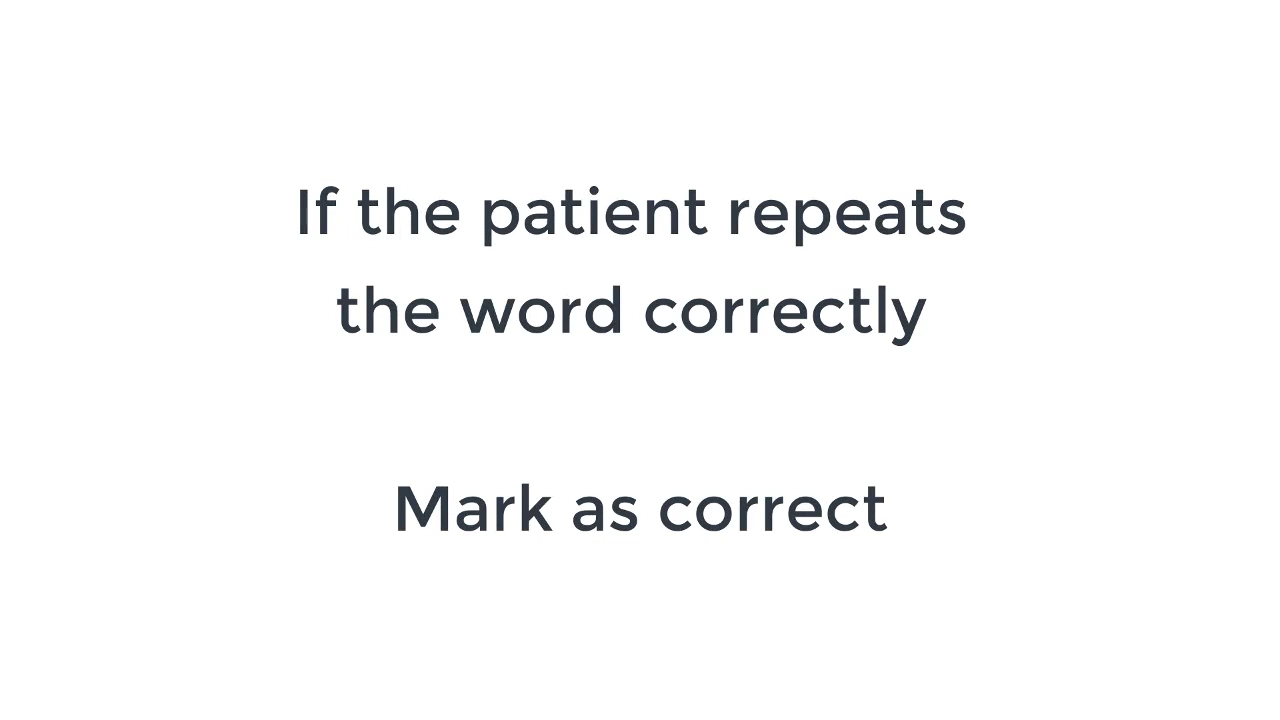 If the patient repeats
the word correctly
Mark as correct